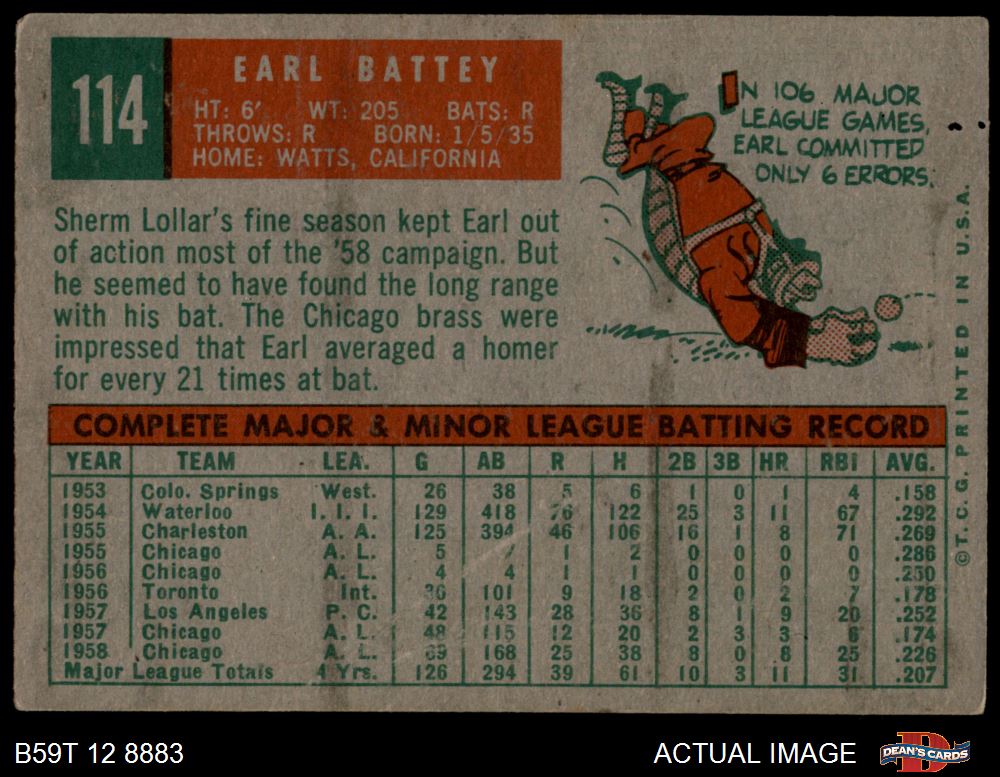 114
EARL BATTEY
HT: 6' WT: 205 BATS: R
THROWS: R BORN: 1/5/35
HOME: WATTS, CALIFORNIA
IN 106 MAJOR
LEAGUE GAMES,
EARL COMMITTED
ONLY 6 ERRORS.
Sherm Lollar's fine season kept Earl out
of action most of the '58 campaign. But
he seemed to have found the long range
with his bat. The Chicago brass were
impressed that Earl averaged a homer
for every 21 times at bat.
COMPLETE MAJOR & MINOR LEAGUE BATTING RECORD
YEAR TEAM LEA. G AB R H 2B 3B HR RBI AVG.
1953 Colo. Springs West. 26 38 5 6 1 0 1 4 .158
1954 Waterloo I. I. I. 129 418 76 122 25 3 11 67 .292
1955 Charleston A. A. 125 394 46 106 16 1 8 71 .269
1955 Chicago A. L. 5 7 1 2 0 0 0 0 .286
1956 Chicago A. L. 4 4 1 1 0 0 0 0 .250
1956 Toronto Int. 36 101 9 18 2 0 2 7 .178
1957 Los Angeles P. C. 42 143 28 36 8 1 9 20 .252
1957 Chicago A. L. 48 115 12 20 2 3 3 6 .174
1958 Chicago A. L. 69 168 25 38 8 0 8 25 .226
Major League Totals 4 Yrs. 126 294 39 61 10 3 11 31 .207
©T.C.G. PRINTED IN U.S.A.
B59T 12 8883
ACTUAL IMAGE
DEAN'S CARDS